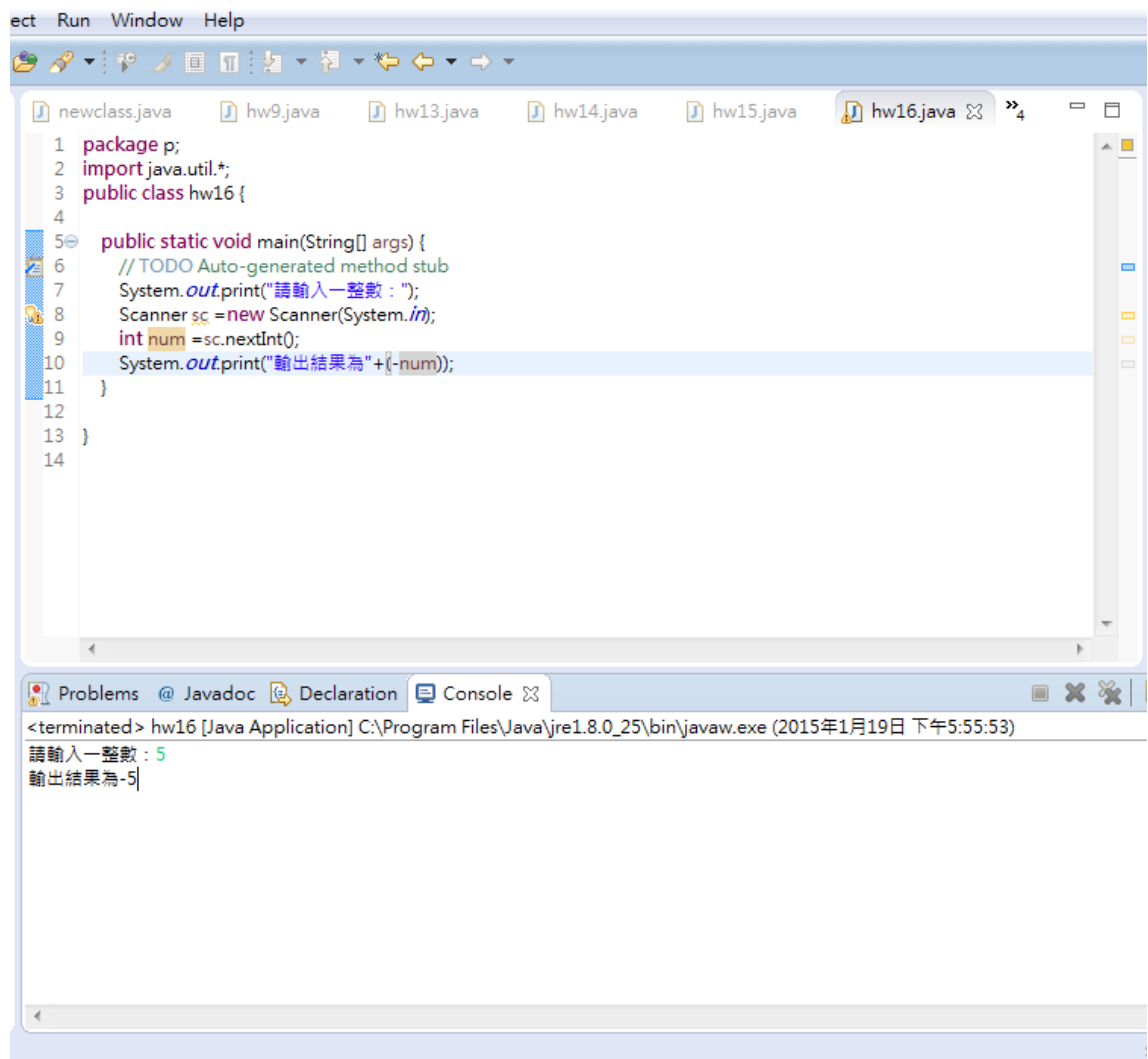 ect Run Window Help
newclass.java hw9.java hw13.java hw14.java hw15.java hw16.java »4
1 package p;
2 import java.util.*;
3 public class hw16 {
4
5 public static void main(String[] args) {
6 // TODO Auto-generated method stub
7 System.out.print("請輸入一整數：");
8 Scanner sc =new Scanner(System.in);
9 int num =sc.nextInt();
10 System.out.print("輸出結果為"+(-num));
11 }
12
13 }
14
Problems @ Javadoc Declaration Console
<terminated> hw16 [Java Application] C:\Program Files\Java\jre1.8.0_25\bin\javaw.exe (2015年1月19日 下午5:55:53)
請輸入一整數：5
輸出結果為-5